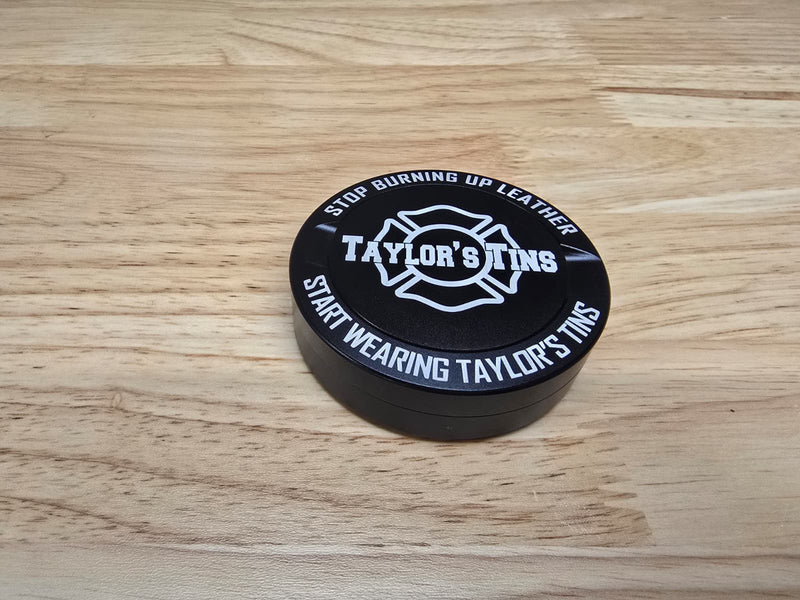 STOP BURNING UP LEATHER
TAYLOR'S TINS
START WEARING TAYLOR'S TINS